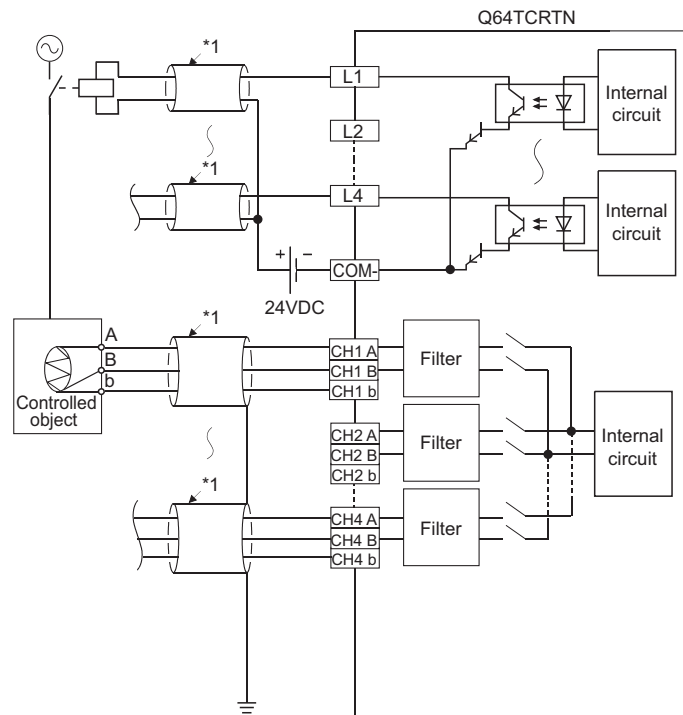 Q64TCRTN
*1
L1
Internal
circuit
L2
*1
L4
Internal
circuit
+ −
COM-
24VDC
*1
A
B
b
Controlled
object
CH1 A
CH1 B
CH1 b
Filter
CH2 A
CH2 B
CH2 b
Filter
Internal
circuit
*1
CH4 A
CH4 B
CH4 b
Filter